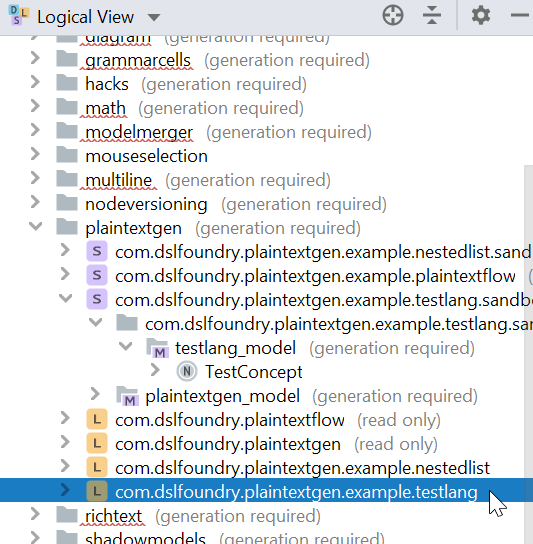 Logical View
diagram (generation required)
grammarcells (generation required)
hacks (generation required)
math (generation required)
modelmerger (generation required)
mouseselection
multiline (generation required)
nodeversioning (generation required)
plaintextgen (generation required)
S com.dslfoundry.plaintextgen.example.nestedlist.sand
S com.dslfoundry.plaintextgen.example.plaintextflow (
S com.dslfoundry.plaintextgen.example.testlang.sandb
com.dslfoundry.plaintextgen.example.testlang.sa
M testlang_model (generation required)
N TestConcept
M plaintextgen_model (generation required)
L com.dslfoundry.plaintextflow (read only)
L com.dslfoundry.plaintextgen (read only)
L com.dslfoundry.plaintextgen.example.nestedlist
L com.dslfoundry.plaintextgen.example.testlang
richtext (generation required)
shadowmodels (generation required)